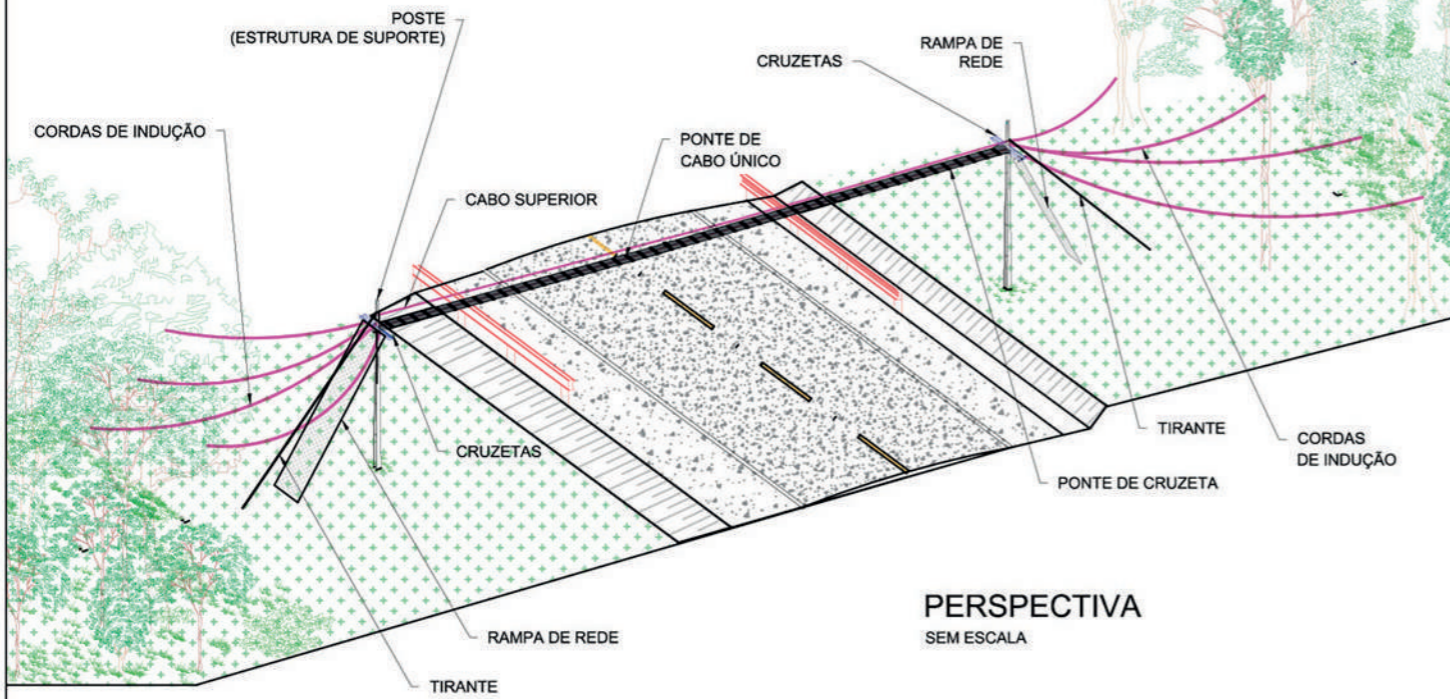 POSTE
(ESTRUTURA DE SUPORTE)
RAMPA DE
REDE
CRUZETAS
CORDAS DE INDUÇÃO
PONTE DE
CABO ÚNICO
CABO SUPERIOR
TIRANTE
CORDAS
DE INDUÇÃO
CRUZETAS
PONTE DE CRUZETA
PERSPECTIVA
SEM ESCALA
RAMPA DE REDE
TIRANTE